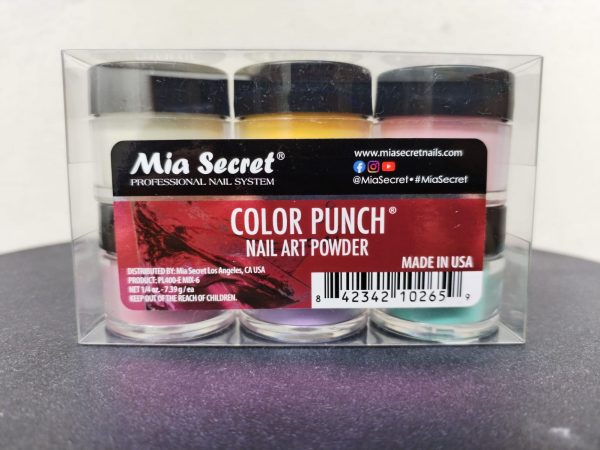 Mia Secret®
PROFESSIONAL NAIL SYSTEM
www.miasecretnails.com
@MiaSecret•#MiaSecret
COLOR PUNCH®
NAIL ART POWDER
MADE IN USA
DISTRIBUTED BY: Mia Secret Los Angeles, CA USA
PRODUCT: PL400-E MIX-6
NET 1/4 oz. - 7.39 g / ea
KEEP OUT OF THE REACH OF CHILDREN.
8 42342 10265 9